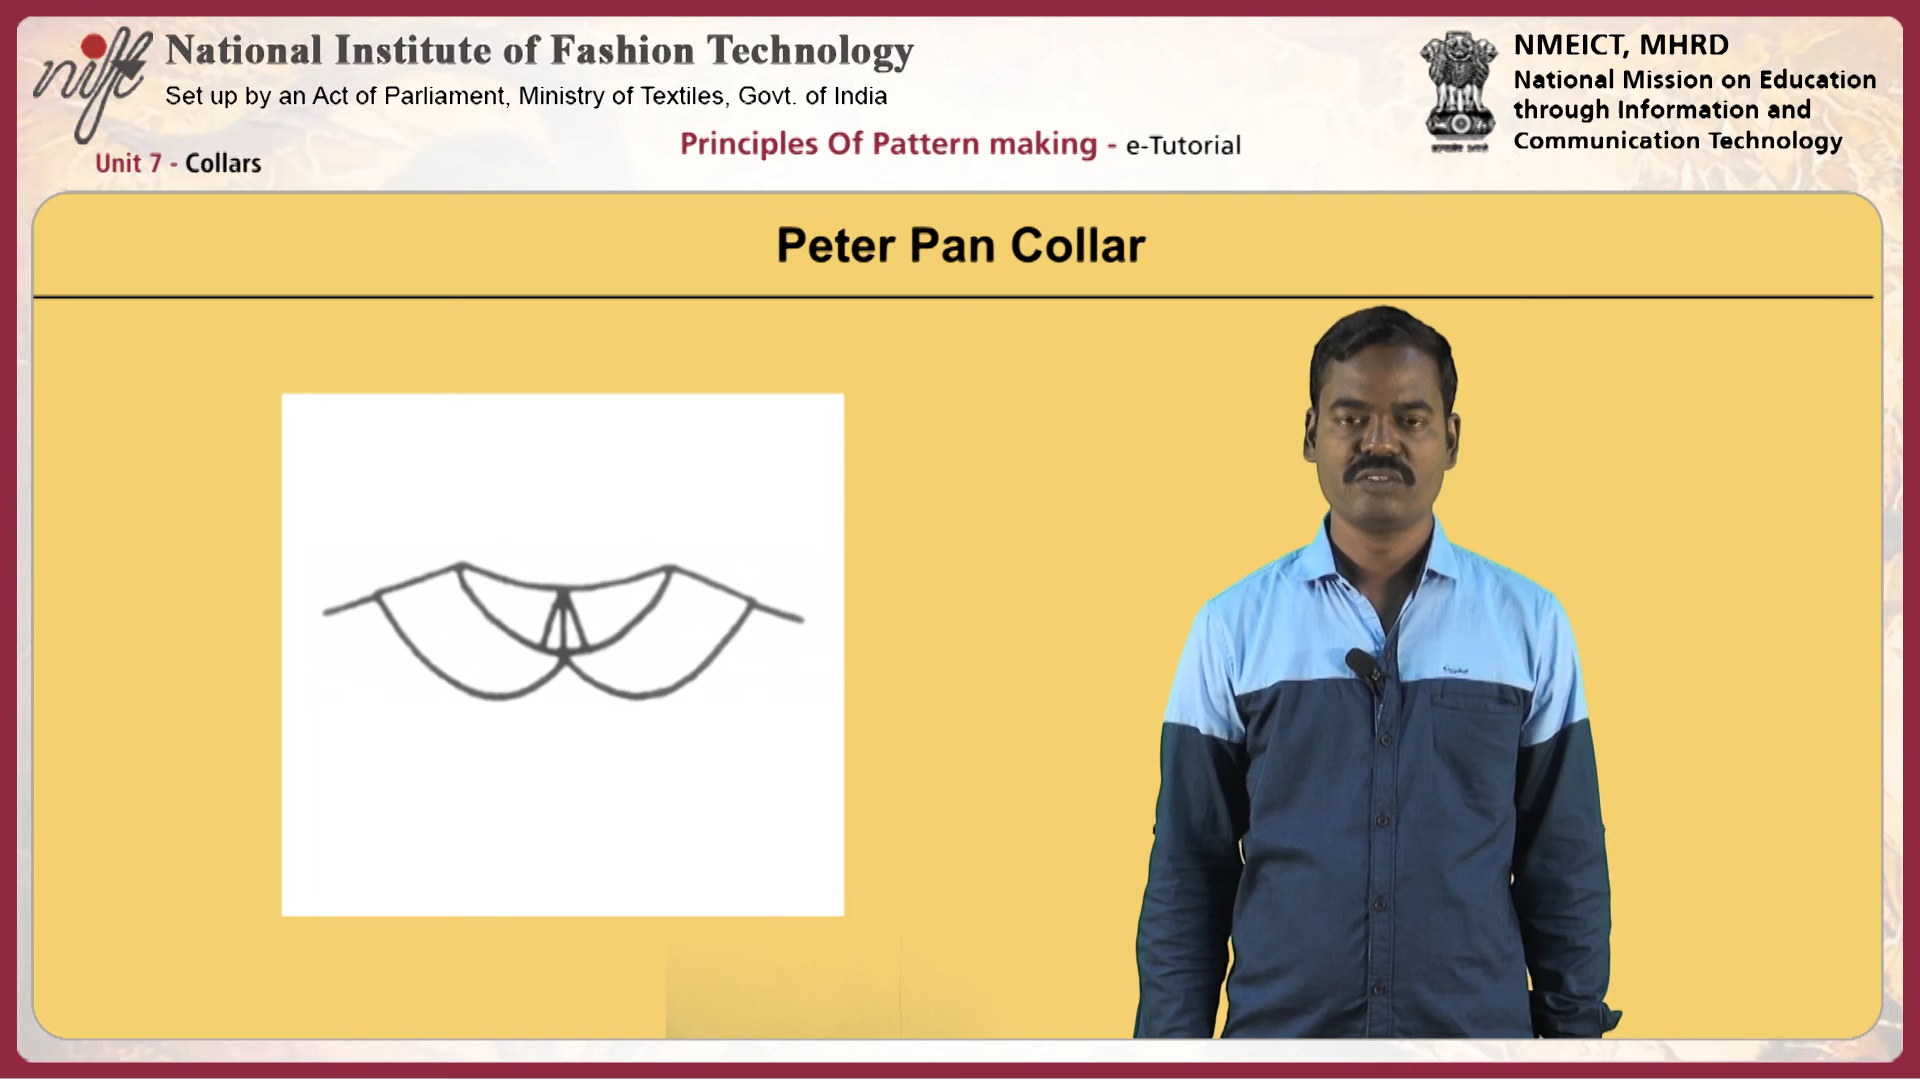 nift
National Institute of Fashion Technology
Set up by an Act of Parliament, Ministry of Textiles, Govt. of India
NMEICT, MHRD
National Mission on Education
through Information and
Communication Technology
Principles Of Pattern making - e-Tutorial
Unit 7 - Collars
Peter Pan Collar